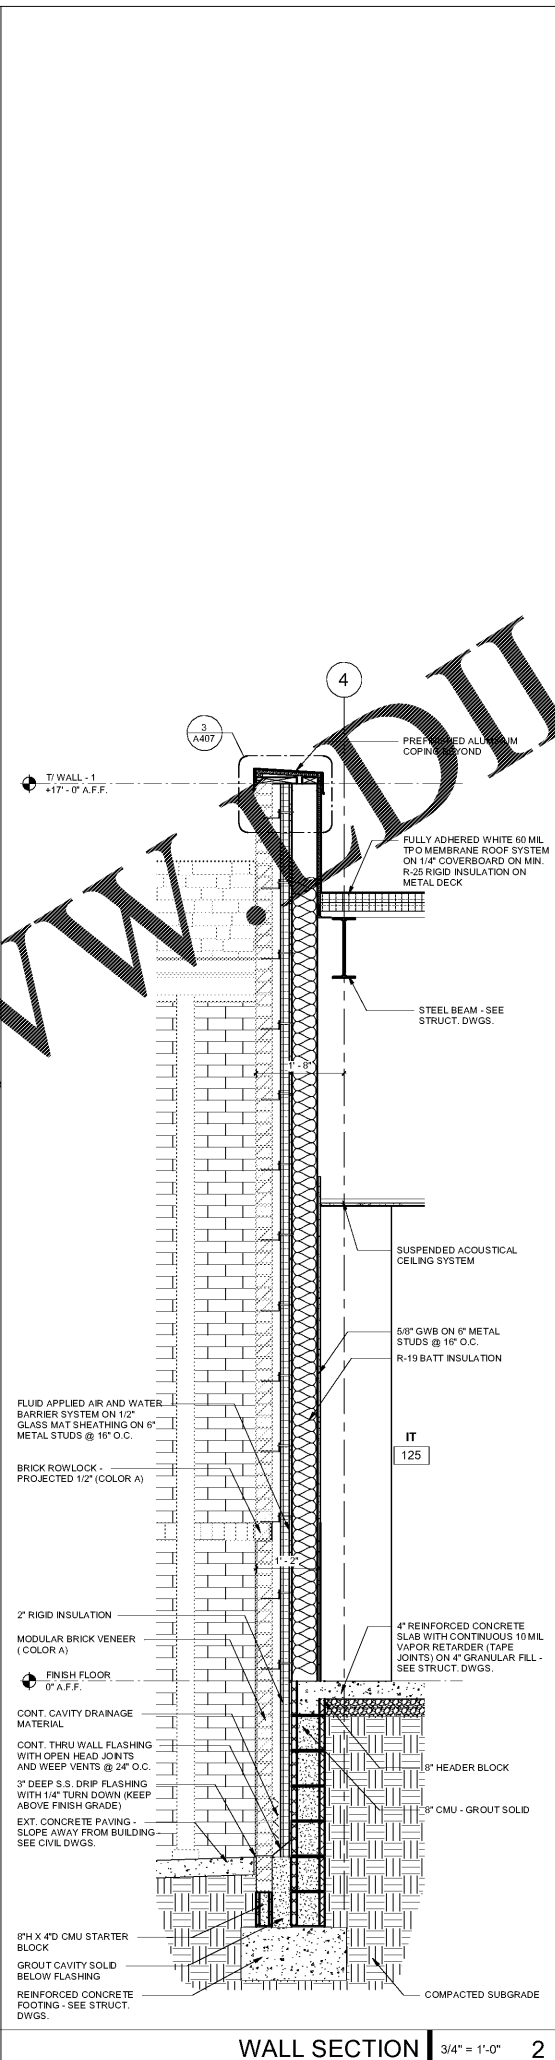 4
3
A407
PREFINISHED ALUMINUM
COPING BEYOND
T/ WALL - 1
+17' - 0" A.F.F.
FULLY ADHERED WHITE 60 MIL
TPO MEMBRANE ROOF SYSTEM
ON 1/4" COVERBOARD ON MIN.
R-25 RIGID INSULATION ON
METAL DECK
STEEL BEAM - SEE
STRUCT. DWGS.
1' - 8"
SUSPENDED ACOUSTICAL
CEILING SYSTEM
5/8" GWB ON 6" METAL
STUDS @ 16" O.C.
R-19 BATT INSULATION
FLUID APPLIED AIR AND WATER
BARRIER SYSTEM ON 1/2"
GLASS MAT SHEATHING ON 6"
METAL STUDS @ 16" O.C.
IT
125
BRICK ROWLOCK -
PROJECTED 1/2" (COLOR A)
1' - 2"
2" RIGID INSULATION
MODULAR BRICK VENEER
( COLOR A)
4" REINFORCED CONCRETE
SLAB WITH CONTINUOUS 10 MIL
VAPOR RETARDER (TAPE
JOINTS) ON 4" GRANULAR FILL -
SEE STRUCT. DWGS.
FINISH FLOOR
0" A.F.F.
CONT. CAVITY DRAINAGE
MATERIAL
CONT. THRU WALL FLASHING
WITH OPEN HEAD JOINTS
AND WEEP VENTS @ 24" O.C.
8" HEADER BLOCK
3" DEEP S.S. DRIP FLASHING
WITH 1/4" TURN DOWN (KEEP
ABOVE FINISH GRADE)
8" CMU - GROUT SOLID
EXT. CONCRETE PAVING -
SLOPE AWAY FROM BUILDING -
SEE CIVIL DWGS.
8"H X 4"D CMU STARTER
BLOCK
GROUT CAVITY SOLID
BELOW FLASHING
REINFORCED CONCRETE
FOOTING - SEE STRUCT.
DWGS.
COMPACTED SUBGRADE
WALL SECTION 3/4" = 1'-0" 2